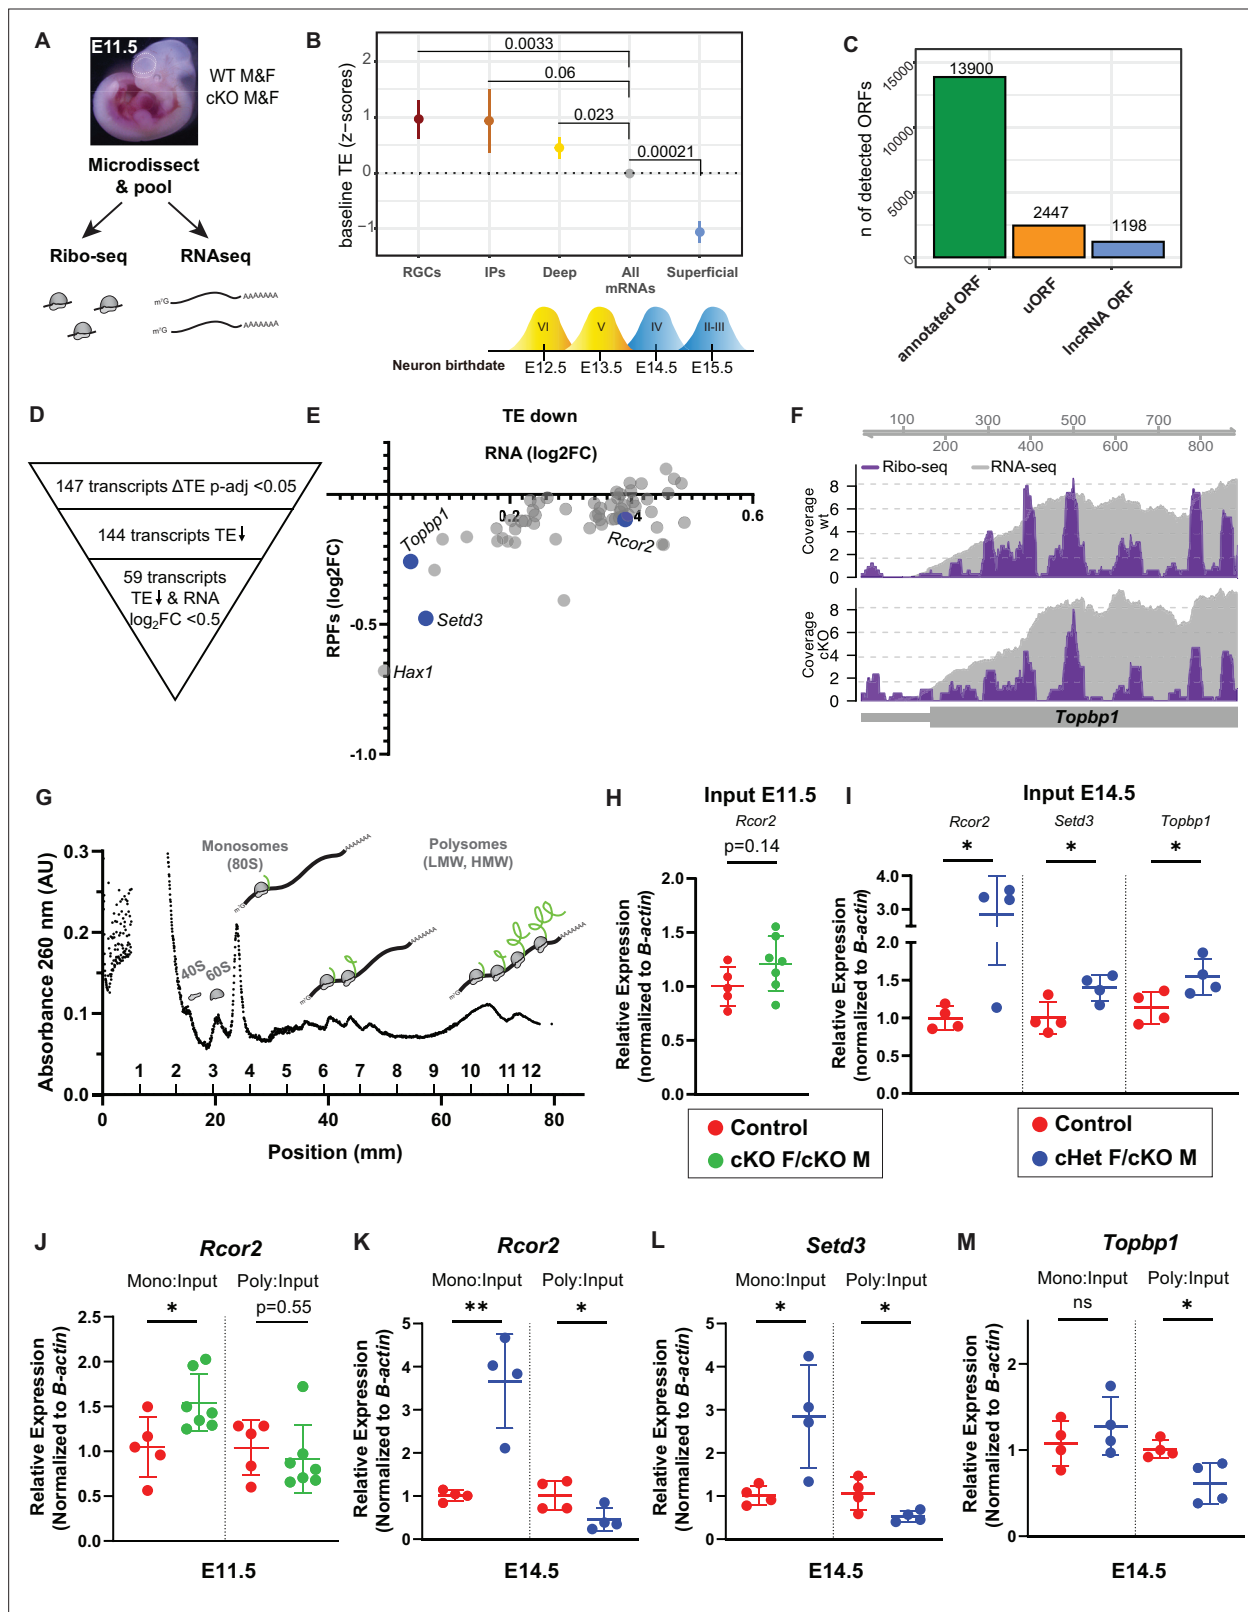 A
E11.5
WT M&F
cKO M&F
Microdissect
& pool
Ribo-seq
RNAseq
m⁷G
AAAAAAA
m⁷G
AAAAAAA
B
baseline TE (z−scores)
2
1
0
−1
0.0033
0.06
0.023
0.00021
RGCs
IPs
Deep
All
mRNAs
Superficial
VI
V
IV
II-III
Neuron birthdate
E12.5
E13.5
E14.5
E15.5
C
n of detected ORFs
15000
10000
5000
0
13900
2447
1198
annotated ORF
uORF
lncRNA ORF
D
147 transcripts ΔTE p-adj <0.05
144 transcripts TE⬇
59 transcripts
TE⬇ & RNA
log₂FC <0.5
E
TE down
RNA (log2FC)
RPFs (log2FC)
0.2
0.4
0.6
-0.5
-1.0
Topbp1
Rcor2
Setd3
Hax1
F
100
300
500
700
200
400
600
800
Ribo-seq
RNA-seq
Coverage
wt
8
6
4
2
0
Coverage
cKO
8
6
4
2
0
Topbp1
G
Absorbance 260 nm (AU)
0.3
0.2
0.1
0.0
40S
60S
Monosomes
(80S)
Polysomes
(LMW, HMW)
m⁷G
AAAAAAA
m⁷G
AAAAAAA
m⁷G
AAAAAAA
1 2 3 4 5 6 7 8 9 10 11 12
0 20 40 60 80
Position (mm)
H
Input E11.5
Rcor2
p=0.14
Relative Expression
(normalized to B-actin)
2.0
1.5
1.0
0.5
0.0
Control
cKO F/cKO M
I
Input E14.5
Rcor2
Setd3
Topbp1
*
*
*
Relative Expression
(normalized to B-actin)
4.0
3.0
2.0
1.5
1.0
0.5
0.0
Control
cHet F/cKO M
J
Rcor2
Mono:Input
Poly:Input
*
p=0.55
Relative Expression
(Normalized to B-actin)
2.5
2.0
1.5
1.0
0.5
0.0
E11.5
K
Rcor2
Mono:Input
Poly:Input
**
*
Relative Expression
(Normalized to B-actin)
5
4
3
2
1
0
E14.5
L
Setd3
Mono:Input
Poly:Input
*
*
Relative Expression
(Normalized to B-actin)
5
4
3
2
1
0
E14.5
M
Topbp1
Mono:Input
Poly:Input
ns
*
Relative Expression
(Normalized to B-actin)
2
1
0
E14.5